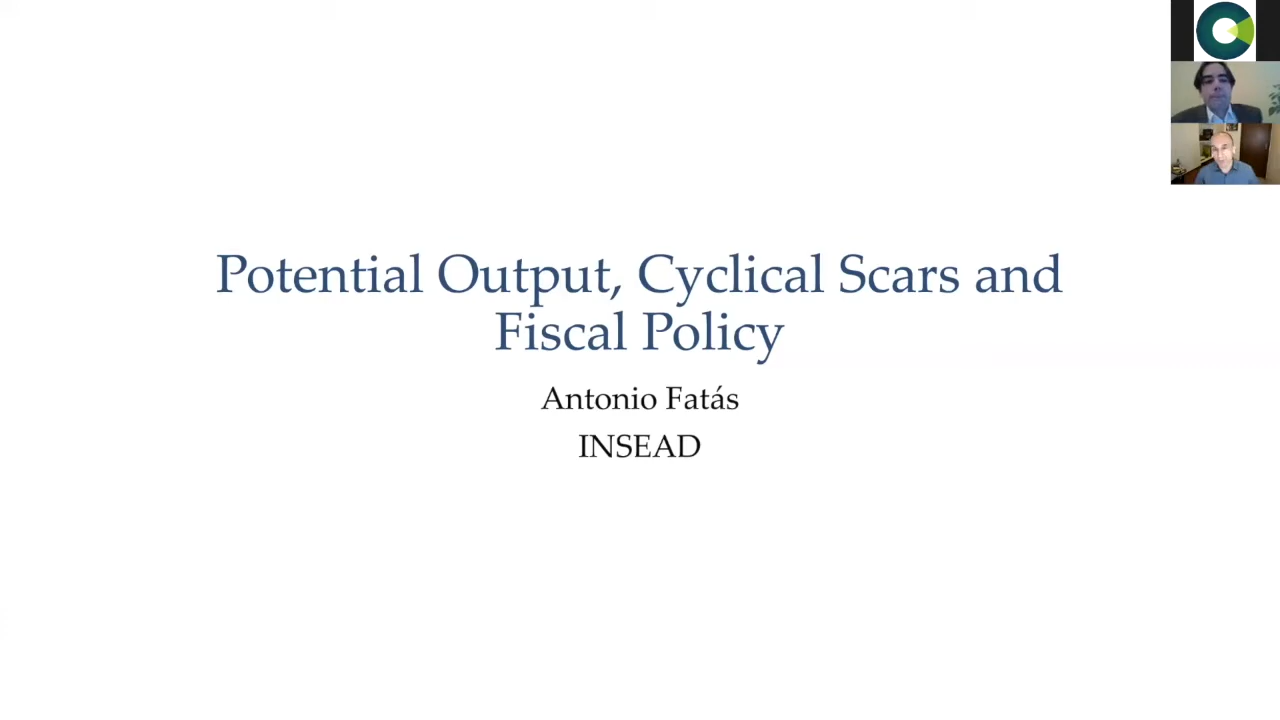 Potential Output, Cyclical Scars and
Fiscal Policy
Antonio Fatás
INSEAD